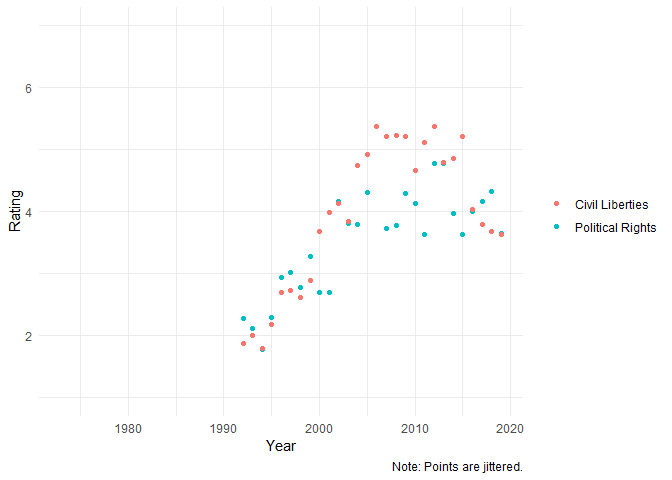 6
4
2
Rating
1980
1990
2000
2010
2020
Year
Civil Liberties
Political Rights
Note: Points are jittered.